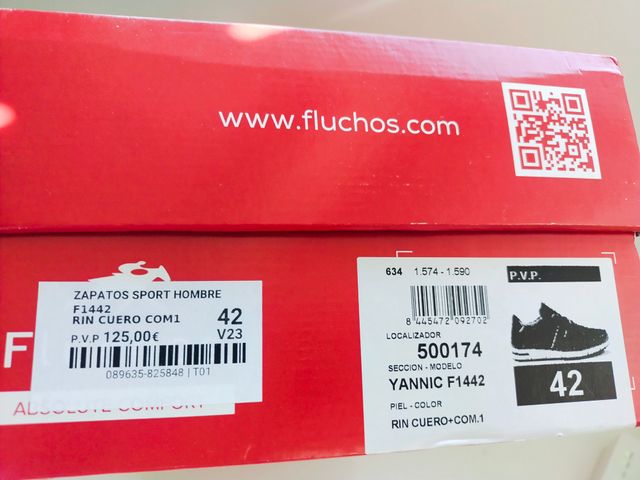 www.fluchos.com
ZAPATOS SPORT HOMBRE
F1442
RIN CUERO COM1
42
P.V.P 125,00€
V23
089635-825848 | T01
F
ABSOLUTE COMFORT
634 1.574 - 1.590
P.V.P.
8 445472 092702
LOCALIZADOR
500174
SECCION - MODELO
YANNIC F1442
42
PIEL - COLOR
RIN CUERO+COM.1